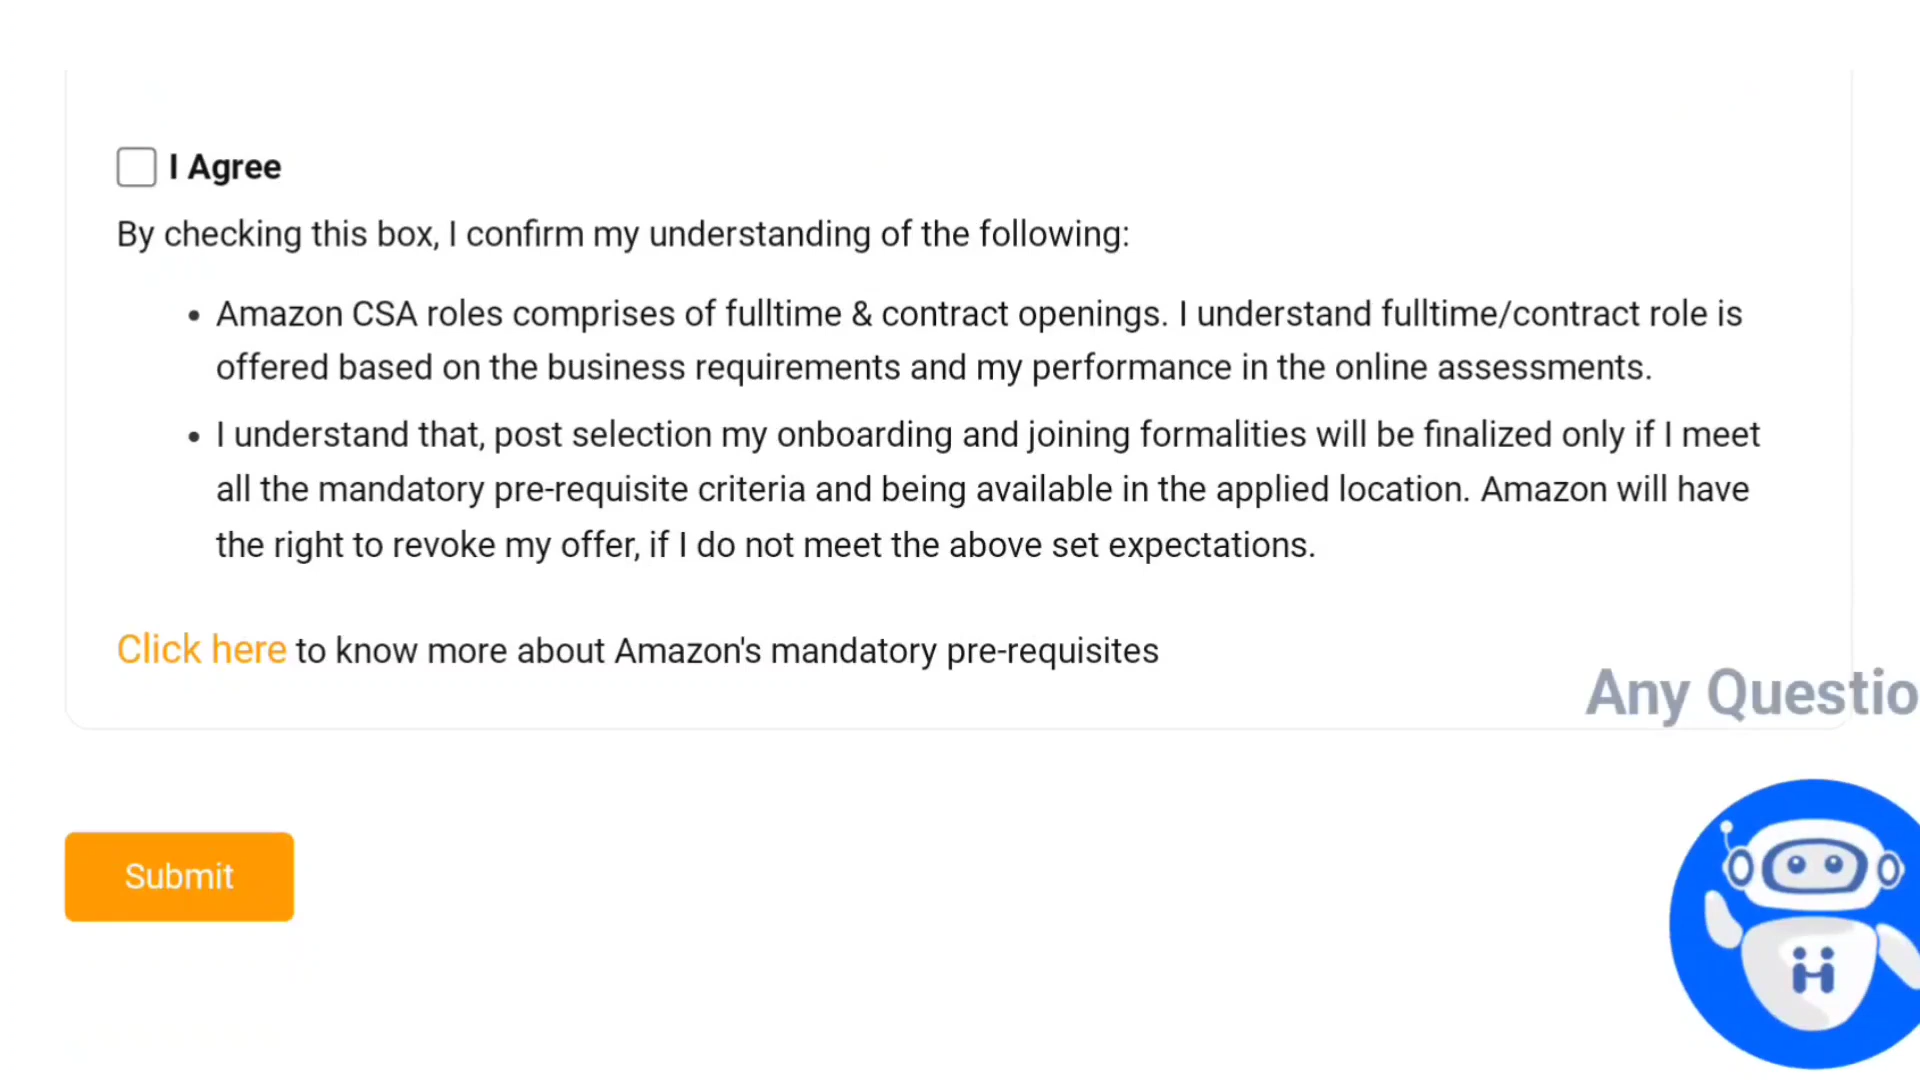 I Agree
By checking this box, I confirm my understanding of the following:
• Amazon CSA roles comprises of fulltime & contract openings. I understand fulltime/contract role is
offered based on the business requirements and my performance in the online assessments.
• I understand that, post selection my onboarding and joining formalities will be finalized only if I meet
all the mandatory pre-requisite criteria and being available in the applied location. Amazon will have
the right to revoke my offer, if I do not meet the above set expectations.
Click here to know more about Amazon's mandatory pre-requisites
Any Questio
Submit